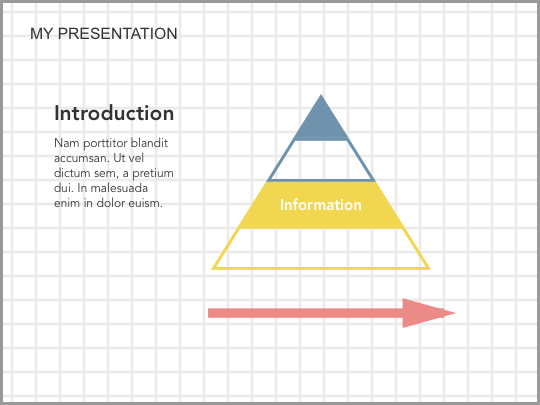 MY PRESENTATION
Introduction
Nam porttitor blandit
accumsan. Ut vel
dictum sem, a pretium
dui. In malesuada
enim in dolor euism.
Information